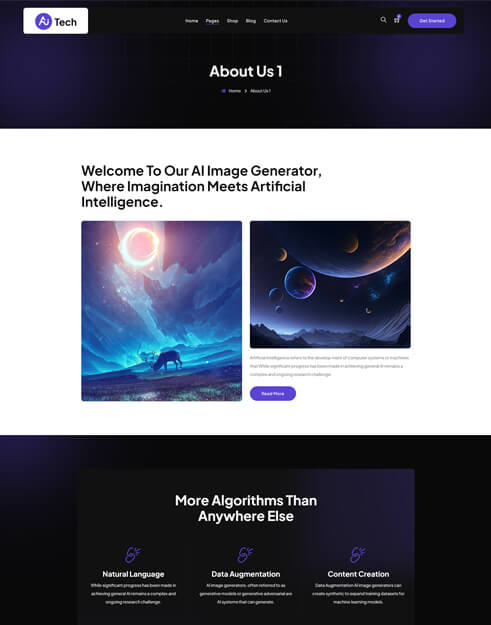 AI Tech
Home Pages Shop Blog Contact Us
Get Started
About Us 1
Home > About Us 1
Welcome To Our AI Image Generator,
Where Imagination Meets Artificial
Intelligence.
Artificial Intelligence refers to the develop ment of computer systems or machines
that While significant progress has been made in achieving general AI remains a
complex and ongoing research challenge.
Read More
More Algorithms Than
Anywhere Else
Natural Language
While significant progress has been made in
achieving general AI remains a complex and
ongoing research challenge.
Data Augmentation
AI image generators, often referred to as
generative models or generative adversarial are
AI systems that can generate.
Content Creation
Data Augmentation AI image generators can
create synthetic to expand training datasets for
machine learning models.